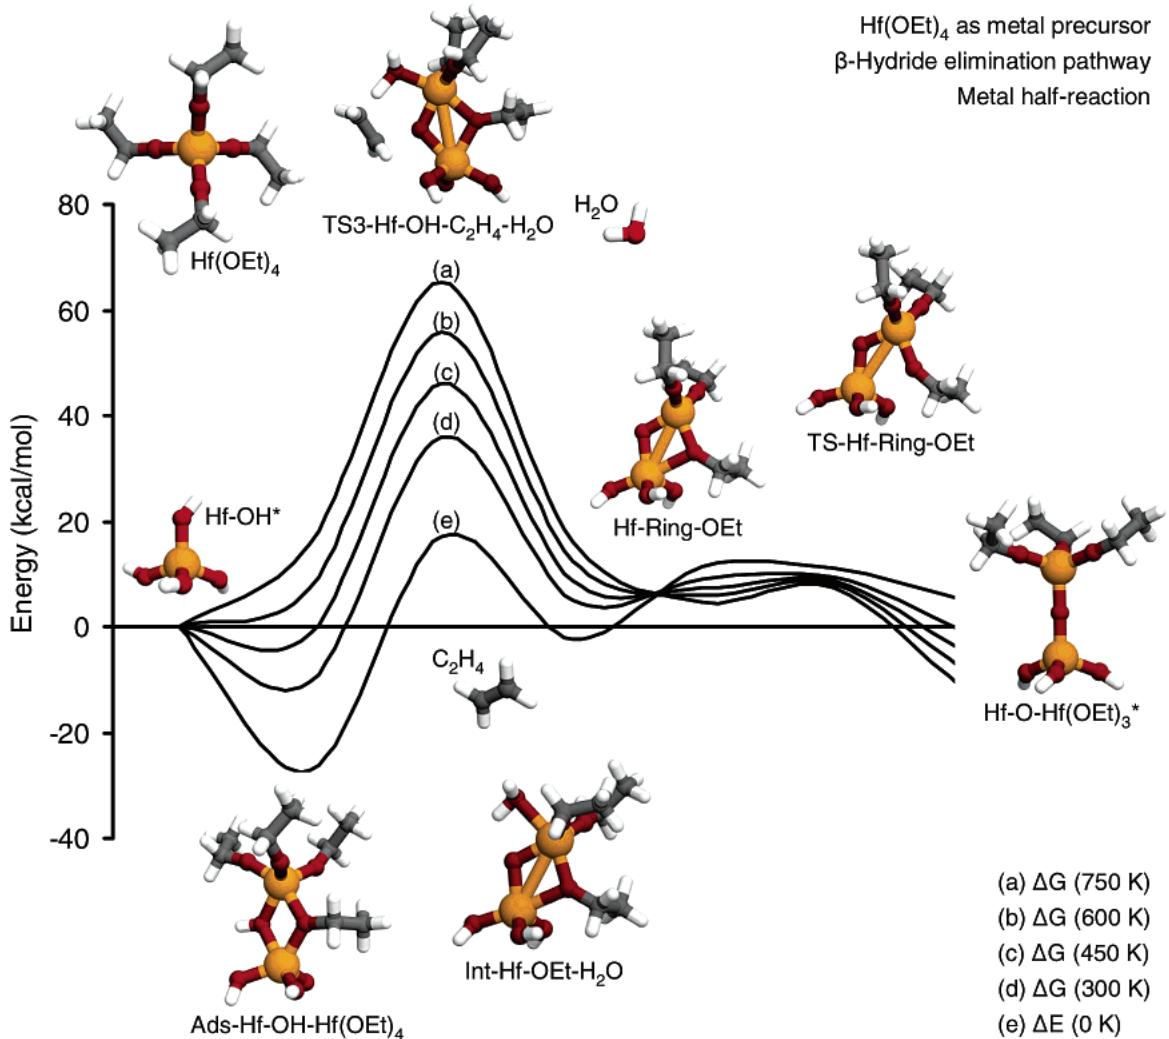 Hf(OEt)₄ as metal precursor
β-Hydride elimination pathway
Metal half-reaction
TS3-Hf-OH-C₂H₄-H₂O
H₂O
Hf(OEt)₄
80
60
40
20
0
-20
-40
Energy (kcal/mol)
(a)
(b)
(c)
(d)
(e)
TS-Hf-Ring-OEt
Hf-OH*
Hf-Ring-OEt
C₂H₄
Hf-O-Hf(OEt)₃*
Int-Hf-OEt-H₂O
Ads-Hf-OH-Hf(OEt)₄
(a) ΔG (750 K)
(b) ΔG (600 K)
(c) ΔG (450 K)
(d) ΔG (300 K)
(e) ΔE (0 K)